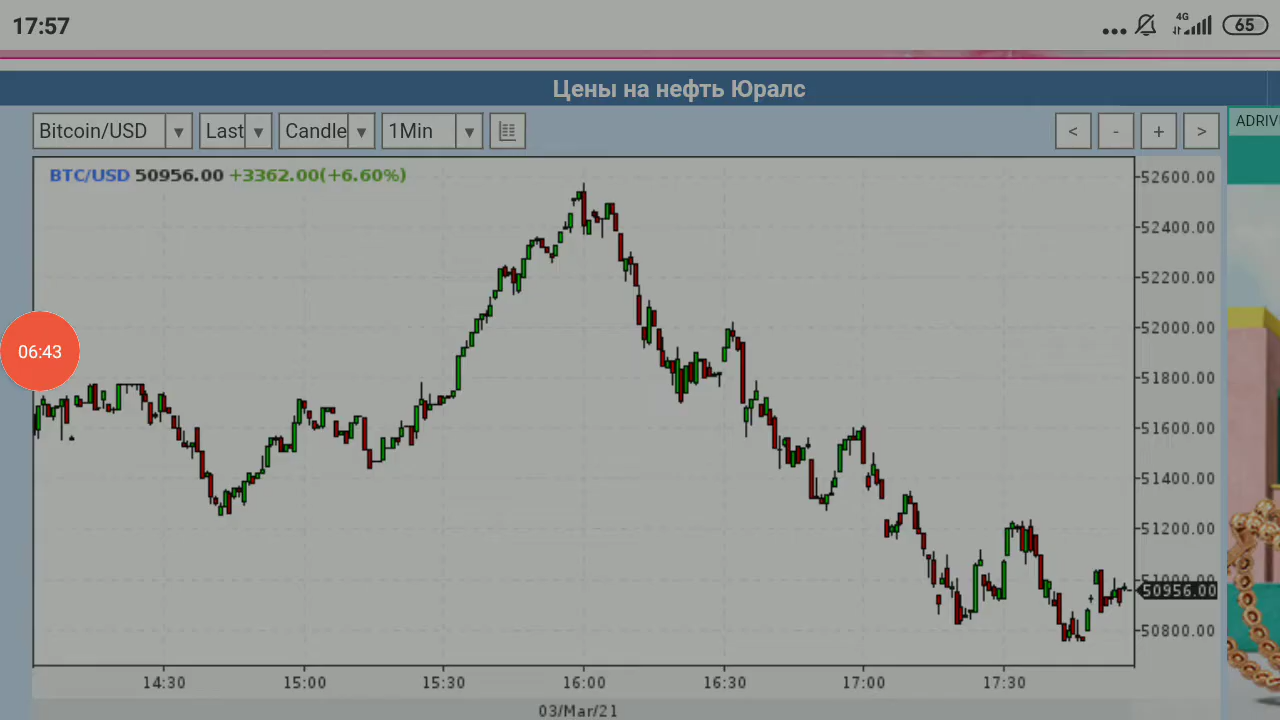 17:57
4G
65
Цены на нефть Юралс
Bitcoin/USD Last Candle 1Min < - + >
ADRIV
BTC/USD 50956.00 +3362.00(+6.60%)
52600.00
52400.00
52200.00
52000.00
06:43
51800.00
51600.00
51400.00
51200.00
51000.00
50956.00
50800.00
14:30 15:00 15:30 16:00 16:30 17:00 17:30
03/Mar/21